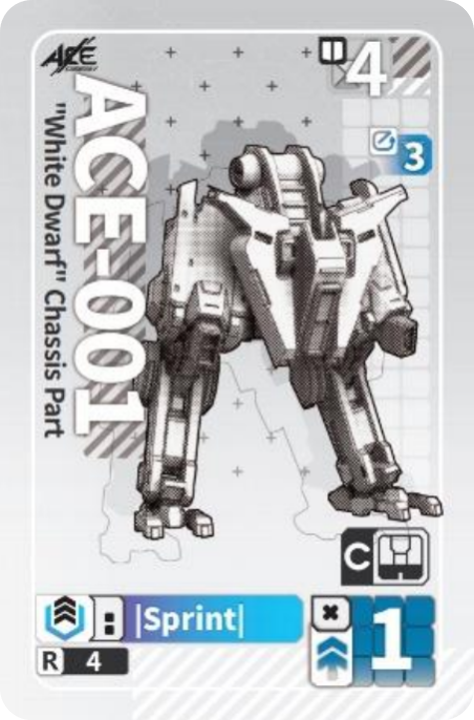 ACE
4
3
ACE-001
"White Dwarf" Chassis Part
C
|Sprint|
R 4
1